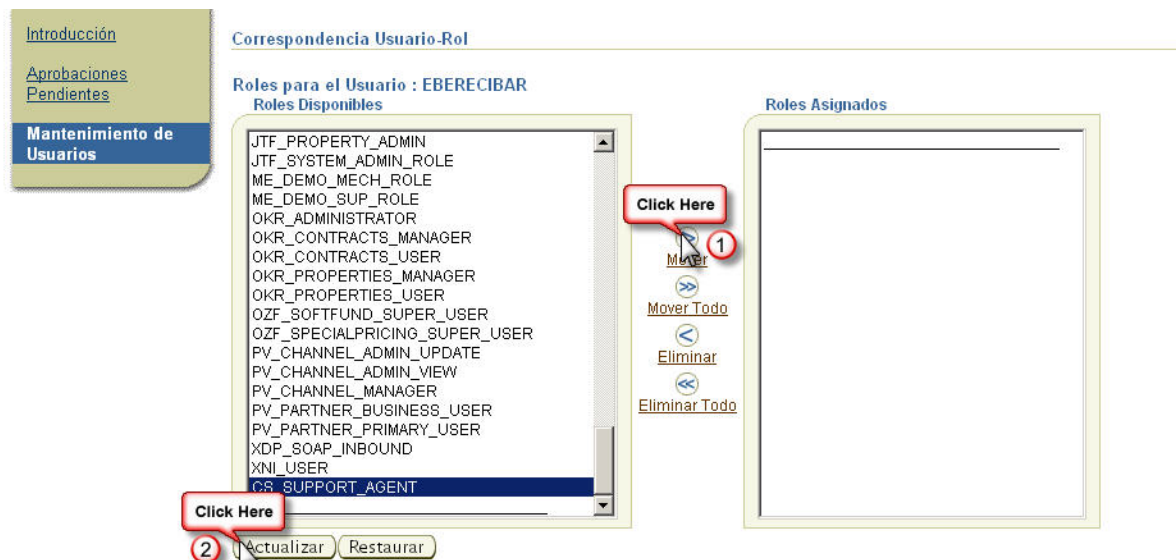 Introducción
Aprobaciones
Pendientes
Mantenimiento de
Usuarios
Correspondencia Usuario-Rol
Roles para el Usuario : EBERECIBAR
Roles Disponibles
JTF_PROPERTY_ADMIN
JTF_SYSTEM_ADMIN_ROLE
ME_DEMO_MECH_ROLE
ME_DEMO_SUP_ROLE
OKR_ADMINISTRATOR
OKR_CONTRACTS_MANAGER
OKR_CONTRACTS_USER
OKR_PROPERTIES_MANAGER
OKR_PROPERTIES_USER
OZF_SOFTFUND_SUPER_USER
OZF_SPECIALPRICING_SUPER_USER
PV_CHANNEL_ADMIN_UPDATE
PV_CHANNEL_ADMIN_VIEW
PV_CHANNEL_MANAGER
PV_PARTNER_BUSINESS_USER
PV_PARTNER_PRIMARY_USER
XDP_SOAP_INBOUND
XNI_USER
CS_SUPPORT_AGENT
Click Here
1
Mover
Mover Todo
Eliminar
Eliminar Todo
Roles Asignados
Click Here
2
Actualizar
Restaurar